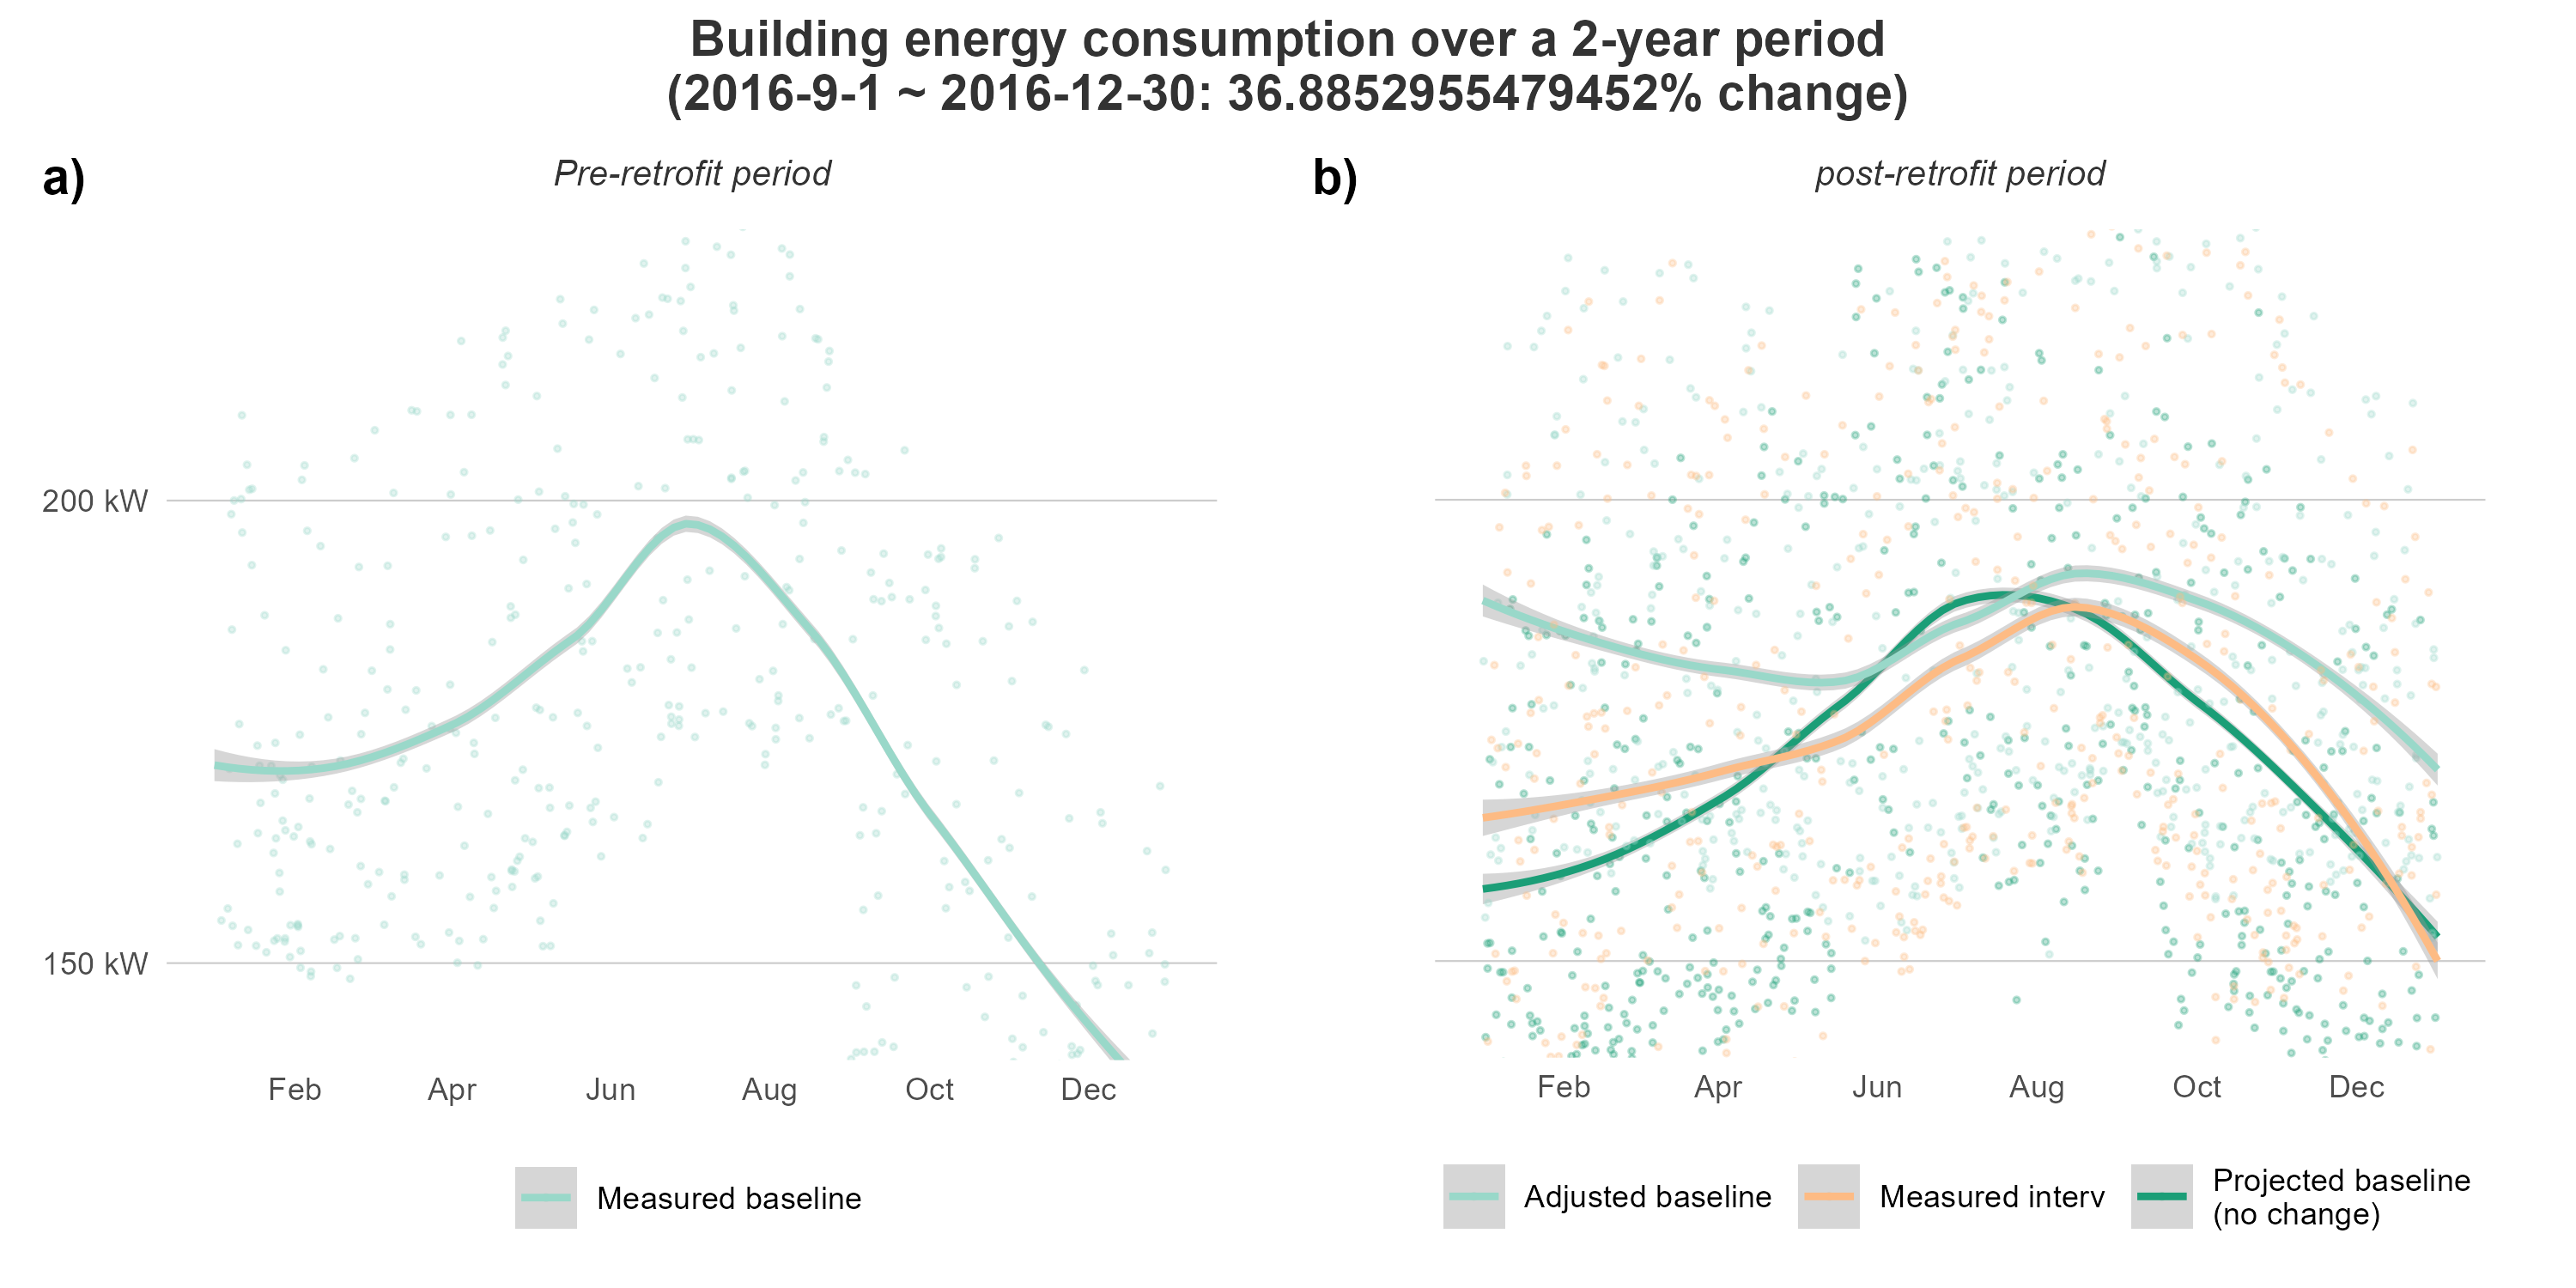 Building energy consumption over a 2-year period
(2016-9-1 ~ 2016-12-30: 36.8852955479452% change)
a)
Pre-retrofit period
200 kW
150 kW
Feb Apr Jun Aug Oct Dec
Measured baseline
b)
post-retrofit period
Feb Apr Jun Aug Oct Dec
Adjusted baseline
Measured interv
Projected baseline
(no change)